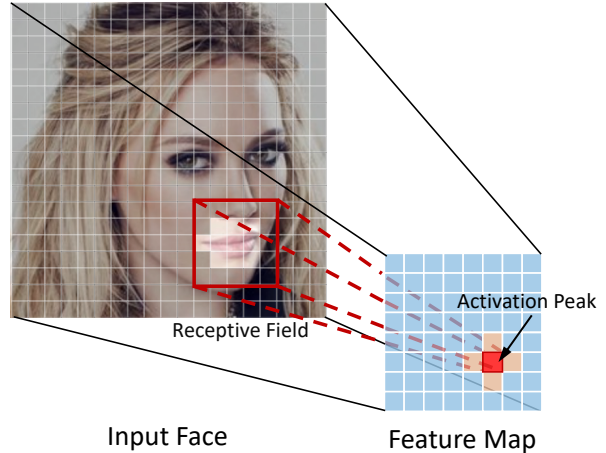 Activation Peak
Receptive Field
Input Face
Feature Map